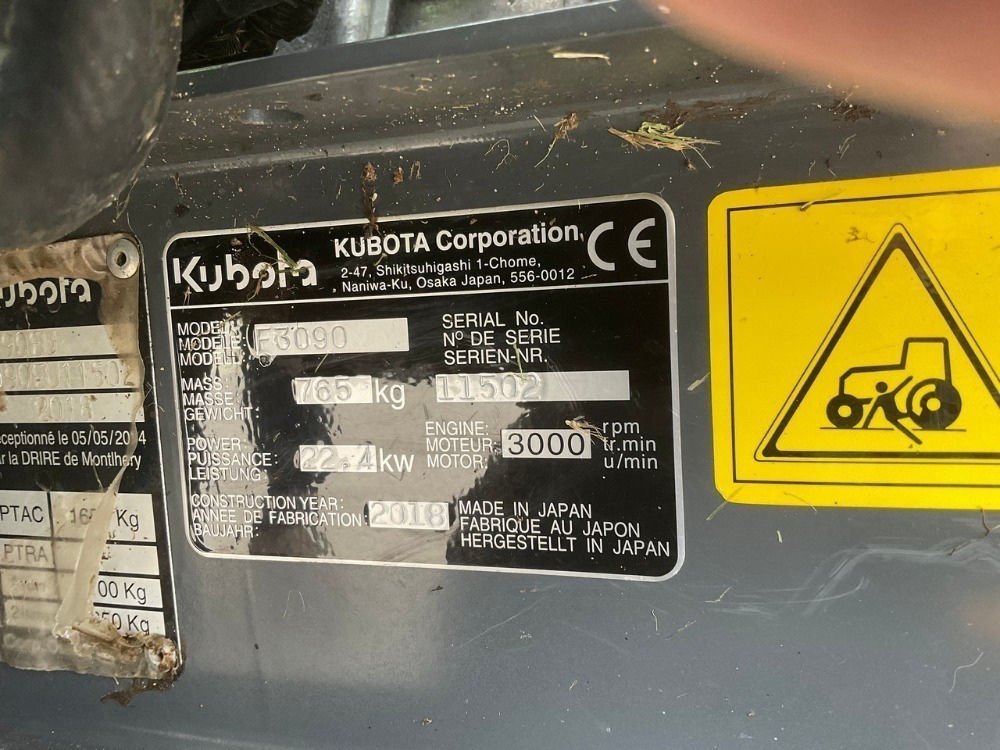 2018
eceptionné le 05/05/2014
r la DRIRE de Montlhéry
PTAC
Kg
PTRA
00 Kg
Kg
Kubota
KUBOTA Corporation
2-47, Shikitsuhigashi 1-Chome,
Naniwa-Ku, Osaka Japan, 556-0012
CE
MODEL:
MODELE:
MODELL:
F3090
SERIAL No.
Nº DE SERIE
SERIEN-NR.
MASS:
MASSE:
GEWICHT:
765 kg
11502
POWER:
PUISSANCE:
LEISTUNG:
22.4 kw
ENGINE:
MOTEUR:
MOTOR:
3000
rpm
tr.min
u/min
CONSTRUCTION YEAR:
ANNEE DE FABRICATION:
BAUJAHR:
2018
MADE IN JAPAN
FABRIQUE AU JAPON
HERGESTELLT IN JAPAN